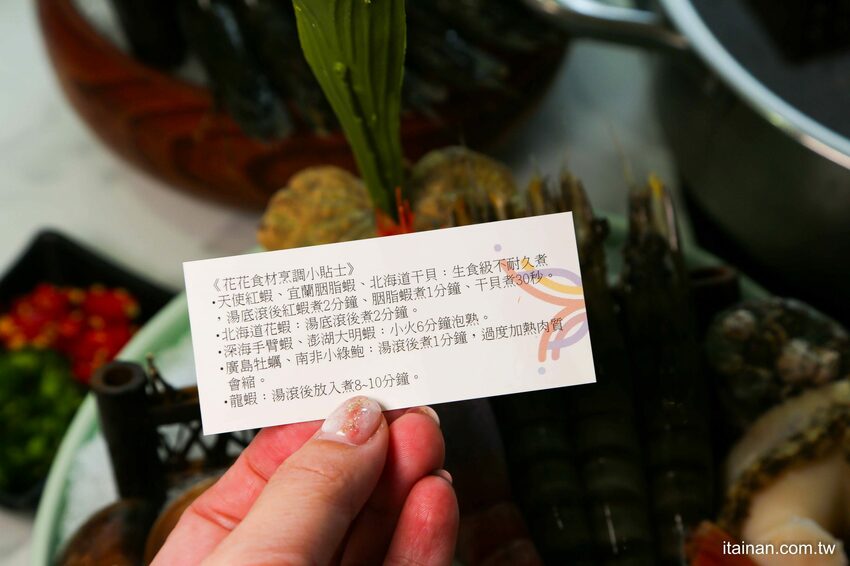 《花花食材烹調小貼士》
•天使紅蝦、宜蘭胭脂蝦、北海道干貝：生食級不耐久煮
，湯底滾後紅蝦煮2分鐘、胭脂蝦煮1分鐘、干貝煮30秒。
•北海道花蝦：湯底滾煮2分鐘。
•深海手臂蝦、澎湖大明蝦：小火6分鐘泡熟。
•廣島牡蠣、南非小綠鮑：湯滾後煮1分鐘，過度加熱肉質
會縮。
•龍蝦：湯滾後放入煮8~10分鐘。
itainan.com.tw